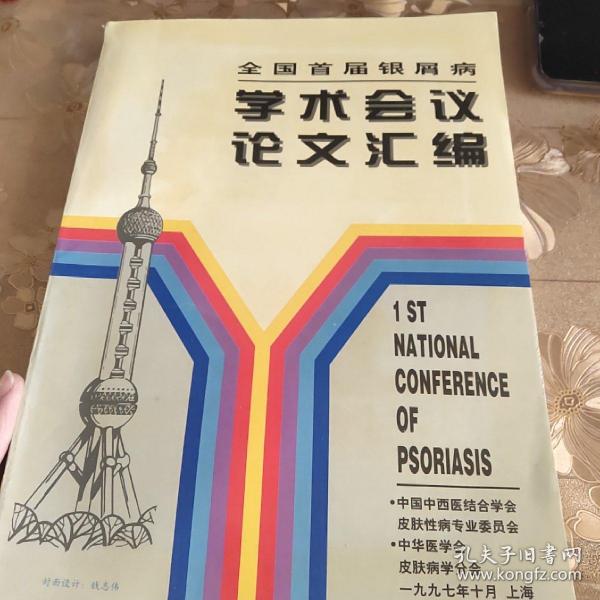 全国首届银屑病
学术会议
论文汇编
1 ST
NATIONAL
CONFERENCE
OF
PSORIASIS
·中国中西医结合学会
皮肤性病专业委员会
·中华医学会
皮肤病学分会
一九九七年十月 上海
封面设计：钱志伟
孔夫子旧书网
www.kongfz.com